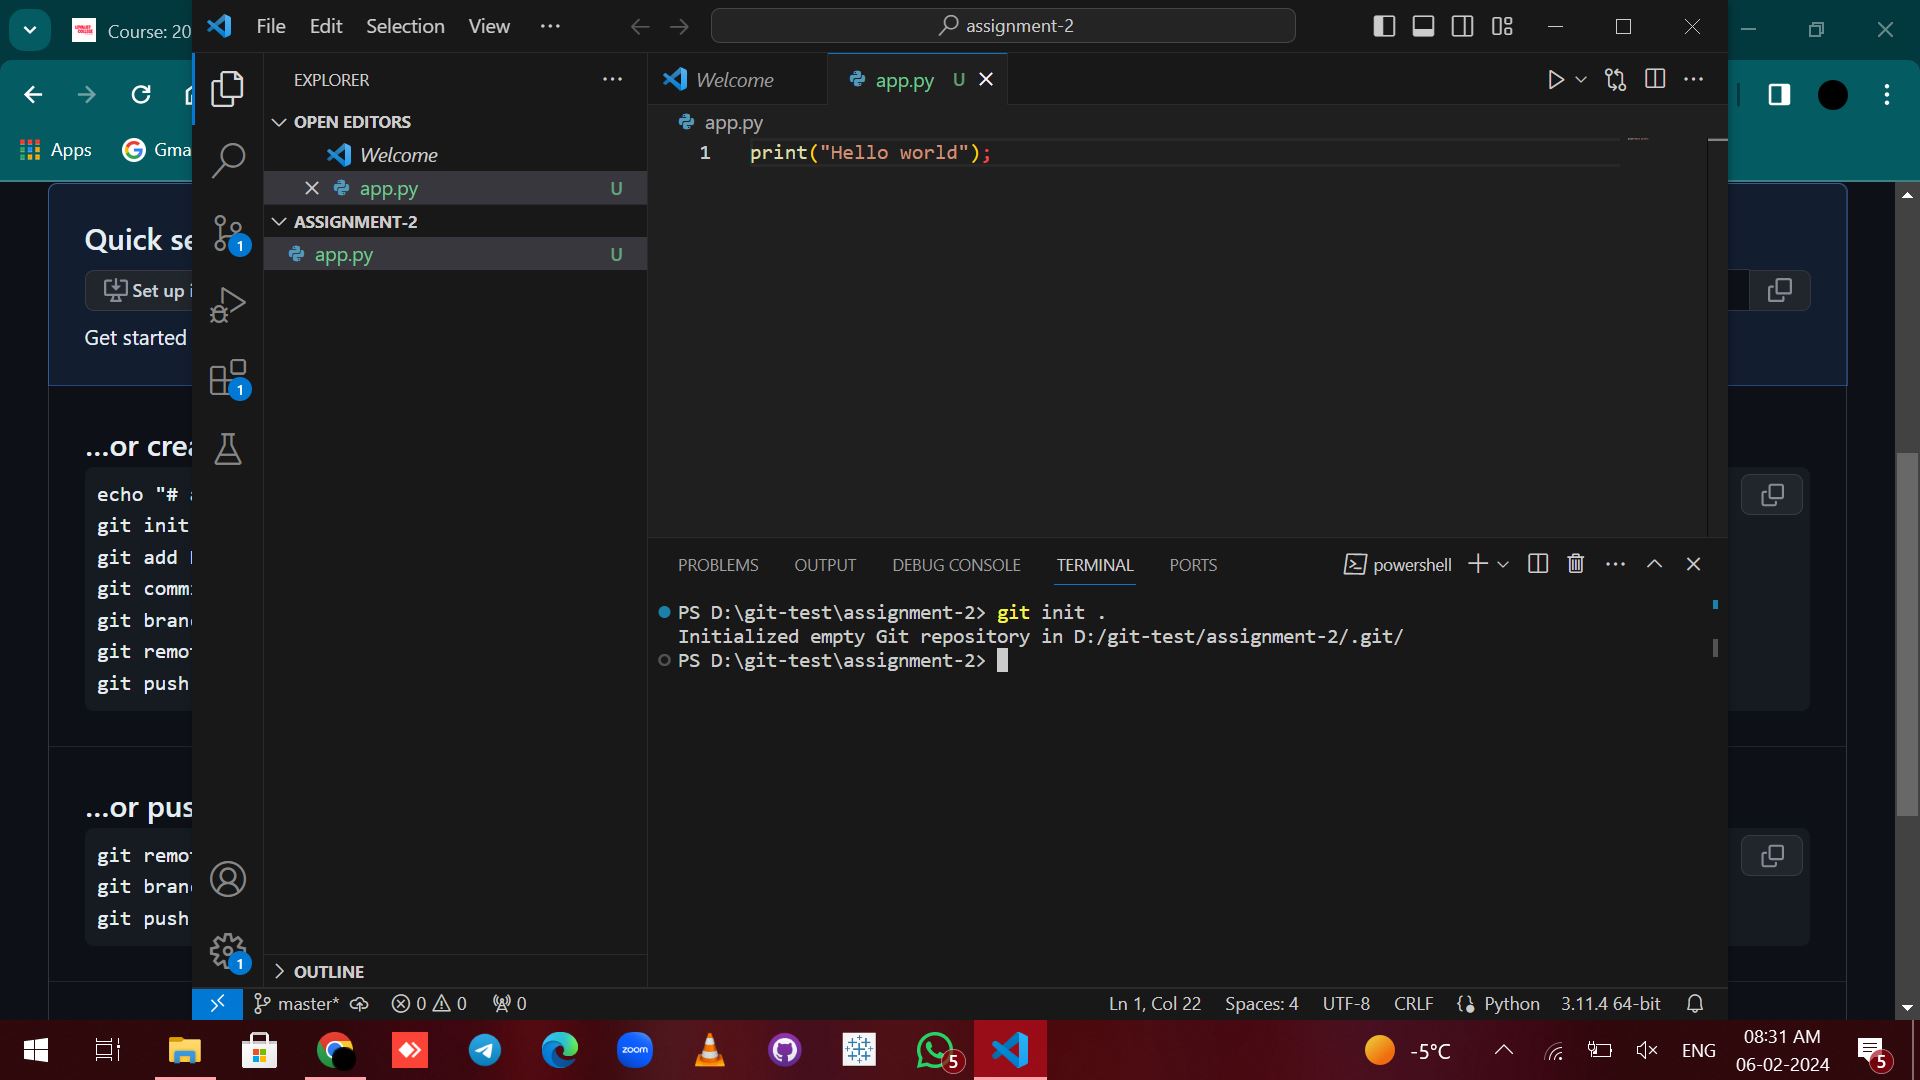 Course: 20
File Edit Selection View ···
assignment-2
Apps
Gma
Quick se
Set up i
Get started
...or crea
echo "# a
git init
git add
git comm
git bran
git remo
git push
...or pus
git remo
git bran
git push
EXPLORER
OPEN EDITORS
Welcome
app.py U
ASSIGNMENT-2
app.py U
OUTLINE
1
1
1
Welcome
app.py U
app.py
1 print("Hello world");
PROBLEMS OUTPUT DEBUG CONSOLE TERMINAL PORTS
powershell
PS D:\git-test\assignment-2> git init .
Initialized empty Git repository in D:/git-test/assignment-2/.git/
PS D:\git-test\assignment-2>
master* 0 0 0
Ln 1, Col 22 Spaces: 4 UTF-8 CRLF {} Python 3.11.4 64-bit
zoom
5
-5°C
ENG
08:31 AM
06-02-2024
5